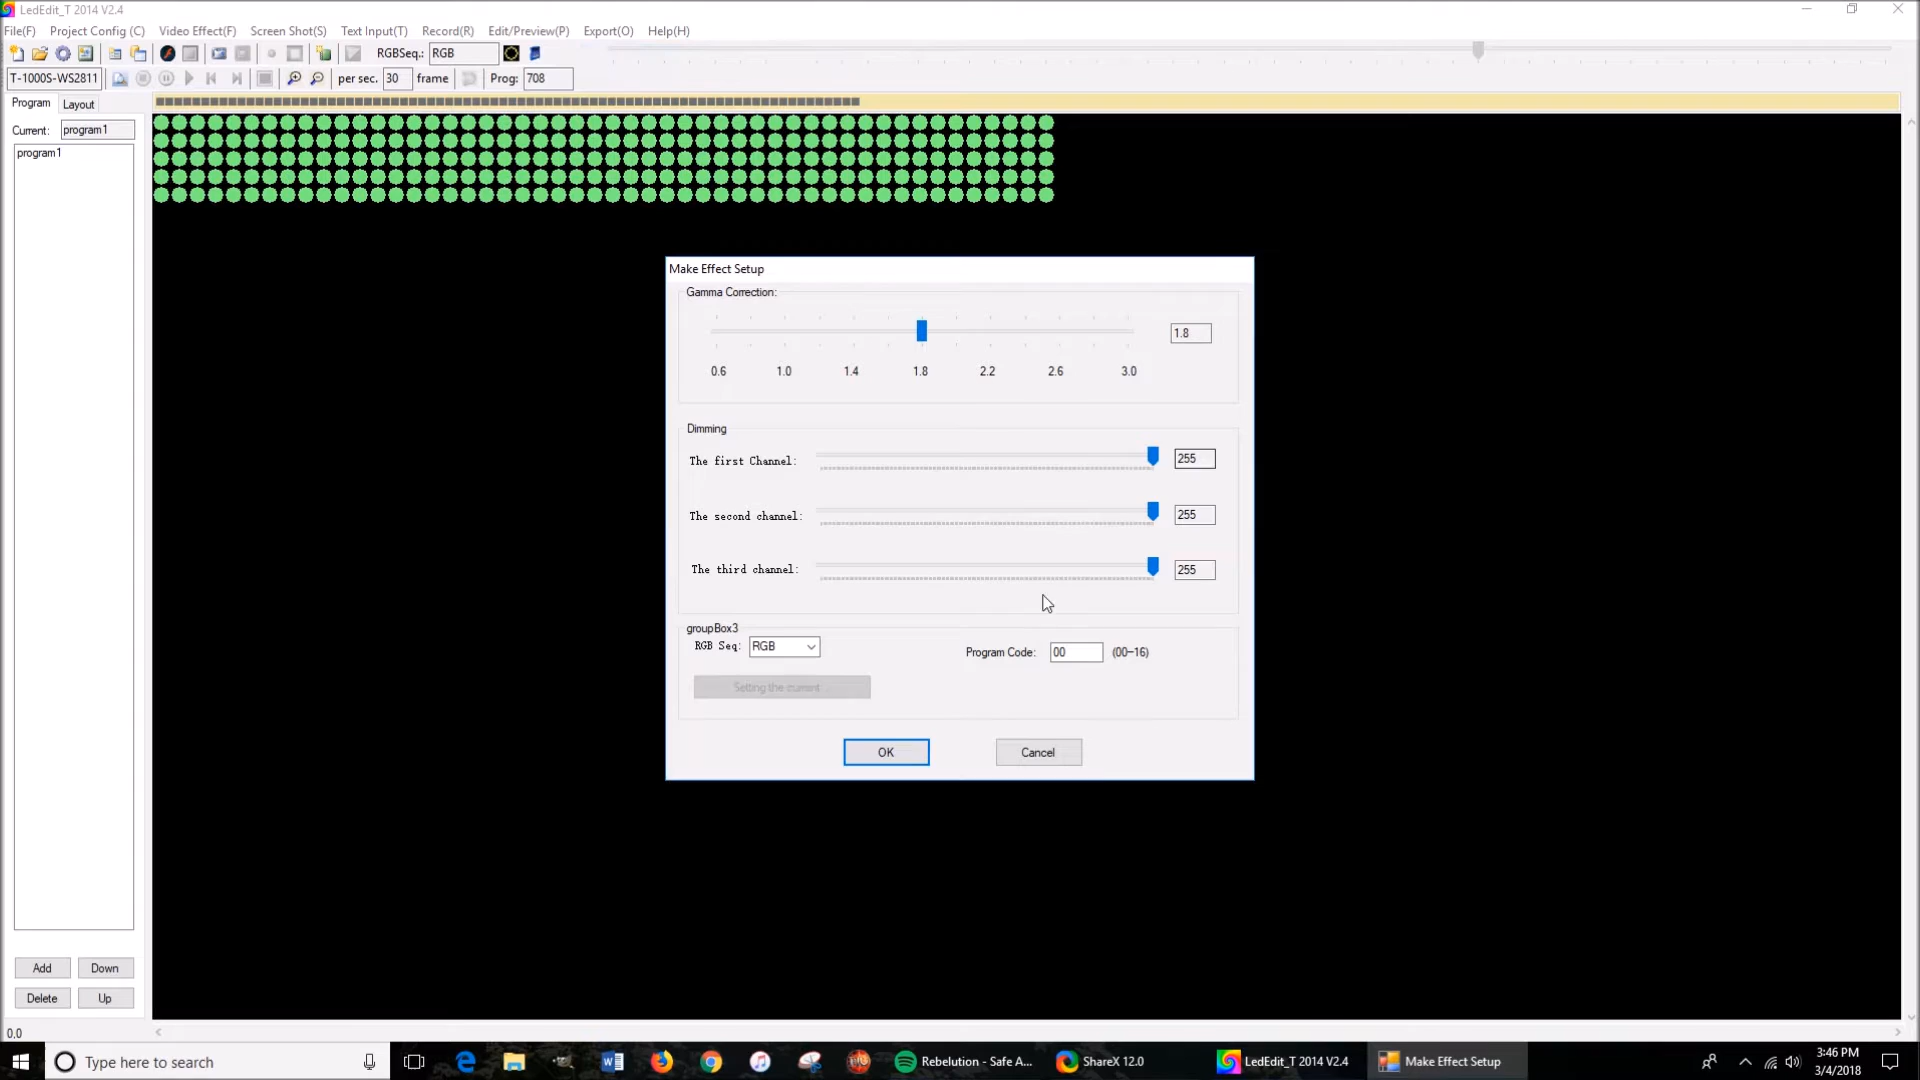 LedEdit_T 2014 V2.4
File(F) Project Config (C) Video Effect(F) Screen Shot(S) Text Input(T) Record(R) Edit/Preview(P) Export(O) Help(H)
RGBSeq.: RGB
T-1000S-WS2811 per sec. 30 frame Prog: 708
Program Layout
Current: program1
program1
Make Effect Setup
Gamma Correction:
1.8
0.6 1.0 1.4 1.8 2.2 2.6 3.0
Dimming
The first Channel: 255
The second channel: 255
The third channel: 255
groupBox3
RGB Seq: RGB Program Code: 00 (00-16)
Setting the current ...
OK Cancel
Add Down
Delete Up
0.0
Type here to search Rebelution - Safe A... ShareX 12.0 LedEdit_T 2014 V2.4 Make Effect Setup
3:46 PM
3/4/2018